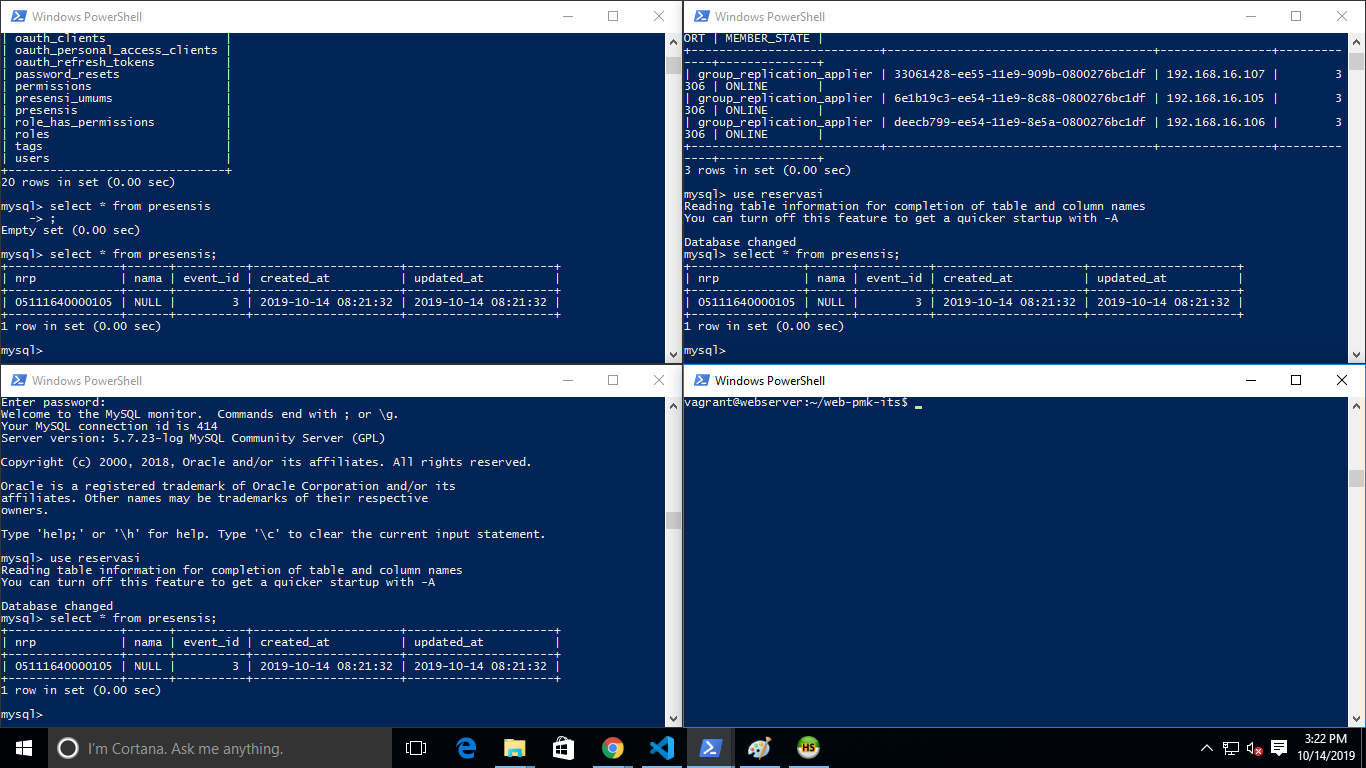 Windows PowerShell
| oauth_clients                |
| oauth_personal_access_clients |
| oauth_refresh_tokens          |
| password_resets               |
| permissions                   |
| presensi_umums                |
| presensis                     |
| role_has_permissions          |
| roles                         |
| tags                          |
| users                         |
+-------------------------------+
20 rows in set (0.00 sec)
mysql> select * from presensis
    -> ;
Empty set (0.00 sec)
mysql> select * from presensis;
+----------------+------+----------+---------------------+---------------------+
| nrp            | nama | event_id | created_at          | updated_at          |
+----------------+------+----------+---------------------+---------------------+
| 05111640000105 | NULL |        3 | 2019-10-14 08:21:32 | 2019-10-14 08:21:32 |
+----------------+------+----------+---------------------+---------------------+
1 row in set (0.00 sec)
mysql>
Windows PowerShell
ORT | MEMBER_STATE |
+---------------------------+--------------------------------------+----------------+---------
----+--------------+
| group_replication_applier | 33061428-ee55-11e9-909b-0800276bc1df | 192.168.16.107 |        3
306 | ONLINE       |
| group_replication_applier | 6e1b19c3-ee54-11e9-8c88-0800276bc1df | 192.168.16.105 |        3
306 | ONLINE       |
| group_replication_applier | deecb799-ee54-11e9-8e5a-0800276bc1df | 192.168.16.106 |        3
306 | ONLINE       |
+---------------------------+--------------------------------------+----------------+---------
----+--------------+
3 rows in set (0.00 sec)
mysql> use reservasi
Reading table information for completion of table and column names
You can turn off this feature to get a quicker startup with -A
Database changed
mysql> select * from presensis;
+----------------+------+----------+---------------------+---------------------+
| nrp            | nama | event_id | created_at          | updated_at          |
+----------------+------+----------+---------------------+---------------------+
| 05111640000105 | NULL |        3 | 2019-10-14 08:21:32 | 2019-10-14 08:21:32 |
+----------------+------+----------+---------------------+---------------------+
1 row in set (0.00 sec)
mysql>
Windows PowerShell
Enter password:
Welcome to the MySQL monitor.  Commands end with ; or \g.
Your MySQL connection id is 414
Server version: 5.7.23-log MySQL Community Server (GPL)
Copyright (c) 2000, 2018, Oracle and/or its affiliates. All rights reserved.
Oracle is a registered trademark of Oracle Corporation and/or its
affiliates. Other names may be trademarks of their respective
owners.
Type 'help;' or '\h' for help. Type '\c' to clear the current input statement.
mysql> use reservasi
Reading table information for completion of table and column names
You can turn off this feature to get a quicker startup with -A
Database changed
mysql> select * from presensis;
+----------------+------+----------+---------------------+---------------------+
| nrp            | nama | event_id | created_at          | updated_at          |
+----------------+------+----------+---------------------+---------------------+
| 05111640000105 | NULL |        3 | 2019-10-14 08:21:32 | 2019-10-14 08:21:32 |
+----------------+------+----------+---------------------+---------------------+
1 row in set (0.00 sec)
mysql>
Windows PowerShell
vagrant@webserver:~/web-pmk-its$
I'm Cortana. Ask me anything.
HS
3:22 PM
10/14/2019